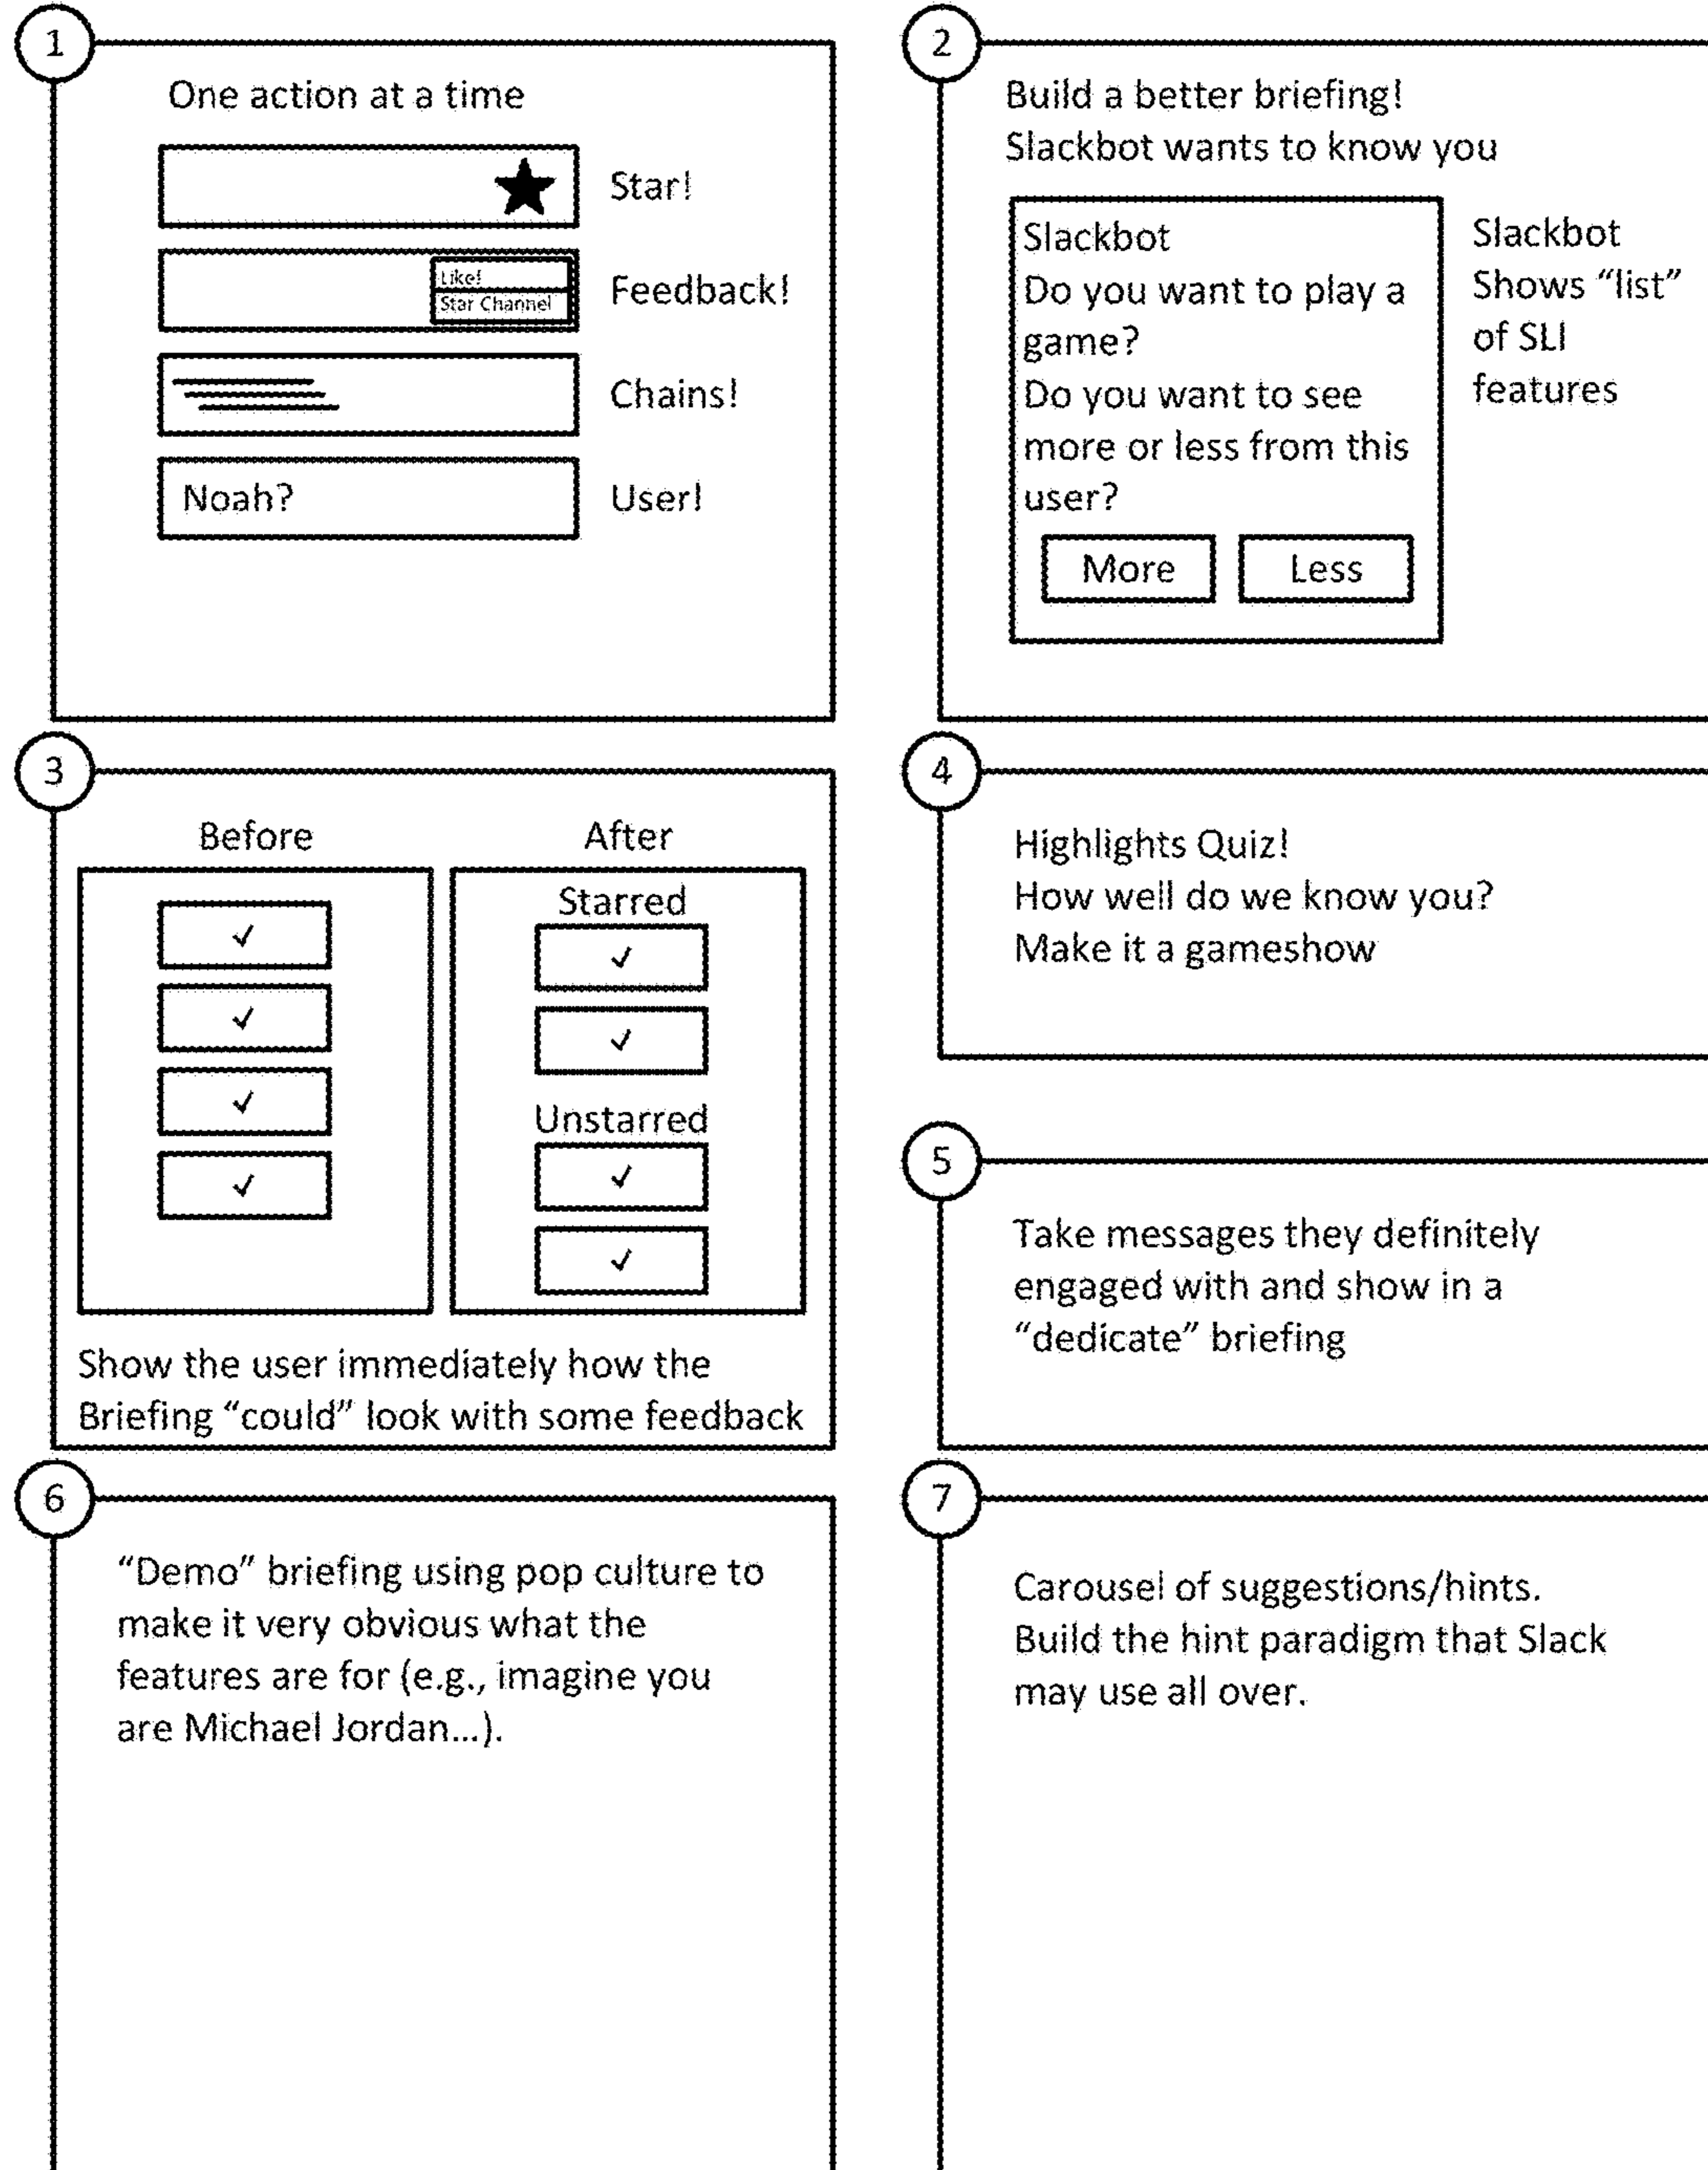 1
One action at a time
Star!
Like!
Star Channel
Feedback!
Chains!
Noah?
User!
2
Build a better briefing!
Slackbot wants to know you
Slackbot
Do you want to play a
game?
Do you want to see
more or less from this
user?
More
Less
Slackbot
Shows “list”
of SLI
features
3
Before
After
Starred
Unstarred
Show the user immediately how the
Briefing “could” look with some feedback
4
Highlights Quiz!
How well do we know you?
Make it a gameshow
5
Take messages they definitely
engaged with and show in a
“dedicate” briefing
6
“Demo” briefing using pop culture to
make it very obvious what the
features are for (e.g., imagine you
are Michael Jordan...).
7
Carousel of suggestions/hints.
Build the hint paradigm that Slack
may use all over.